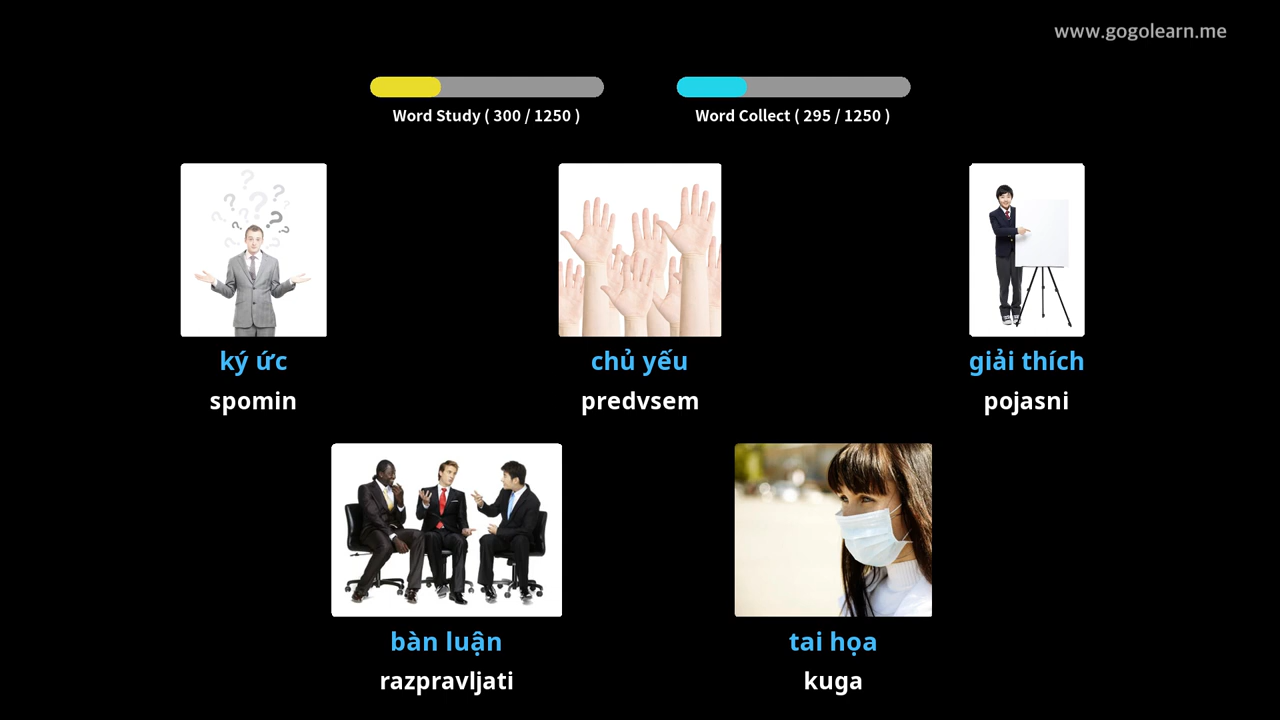 www.gogolearn.me
Word Study ( 300 / 1250 )
Word Collect ( 295 / 1250 )
ký ức
spomin
chủ yếu
predvsem
giải thích
pojasni
bàn luận
razpravljati
tai họa
kuga